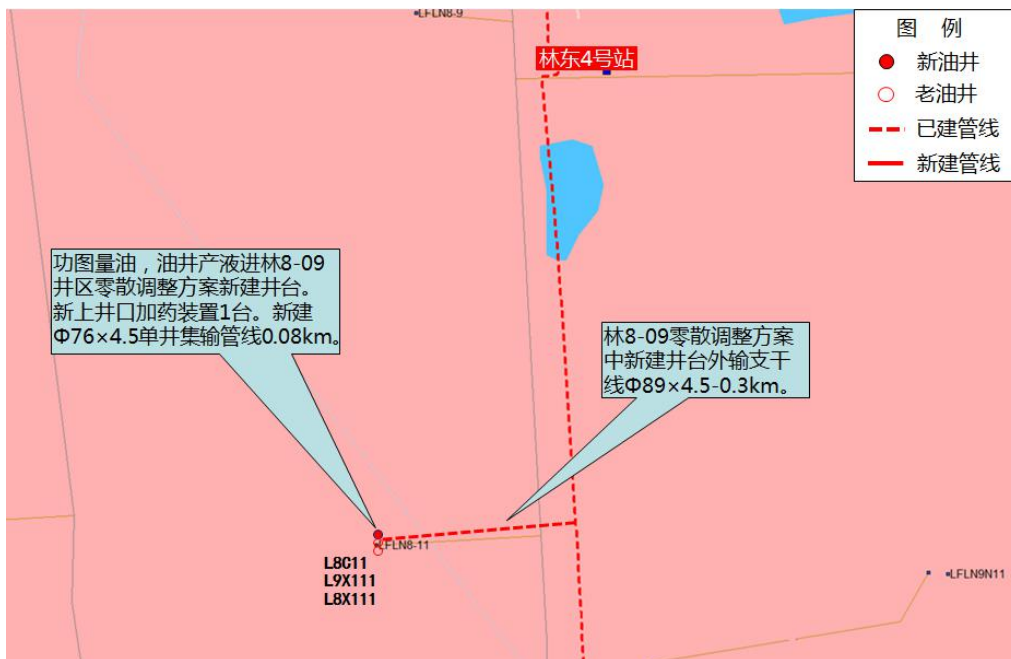 LFLN8-9
图 例
林东4号站
新油井
老油井
已建管线
新建管线
功图量油，油井产液进林8-09
井区零散调整方案新建井台。
新上井口加药装置1台。新建
Φ76×4.5单井集输管线0.08km。
林8-09零散调整方案
中新建井台外输支干
线Φ89×4.5-0.3km。
LFLN8-11
L8C11
L9X111
L8X111
LFLN9N11